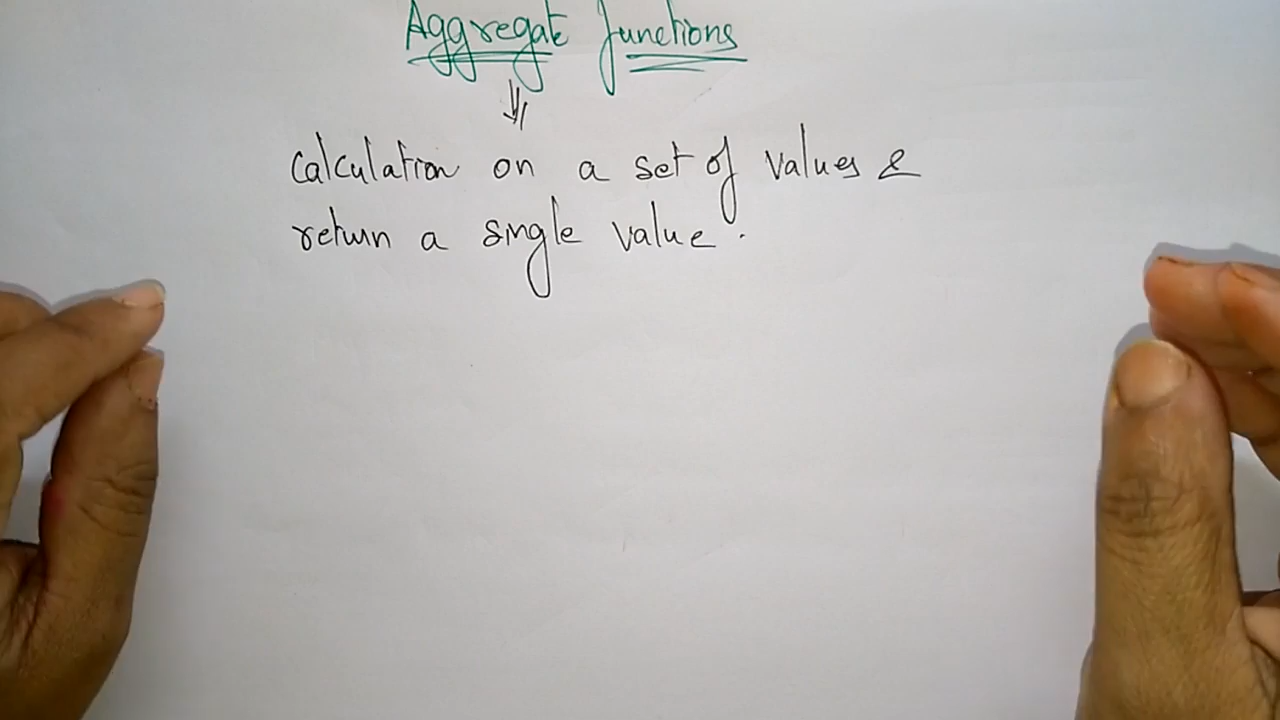 Aggregate functions
Calculation on a set of values &
return a single value.